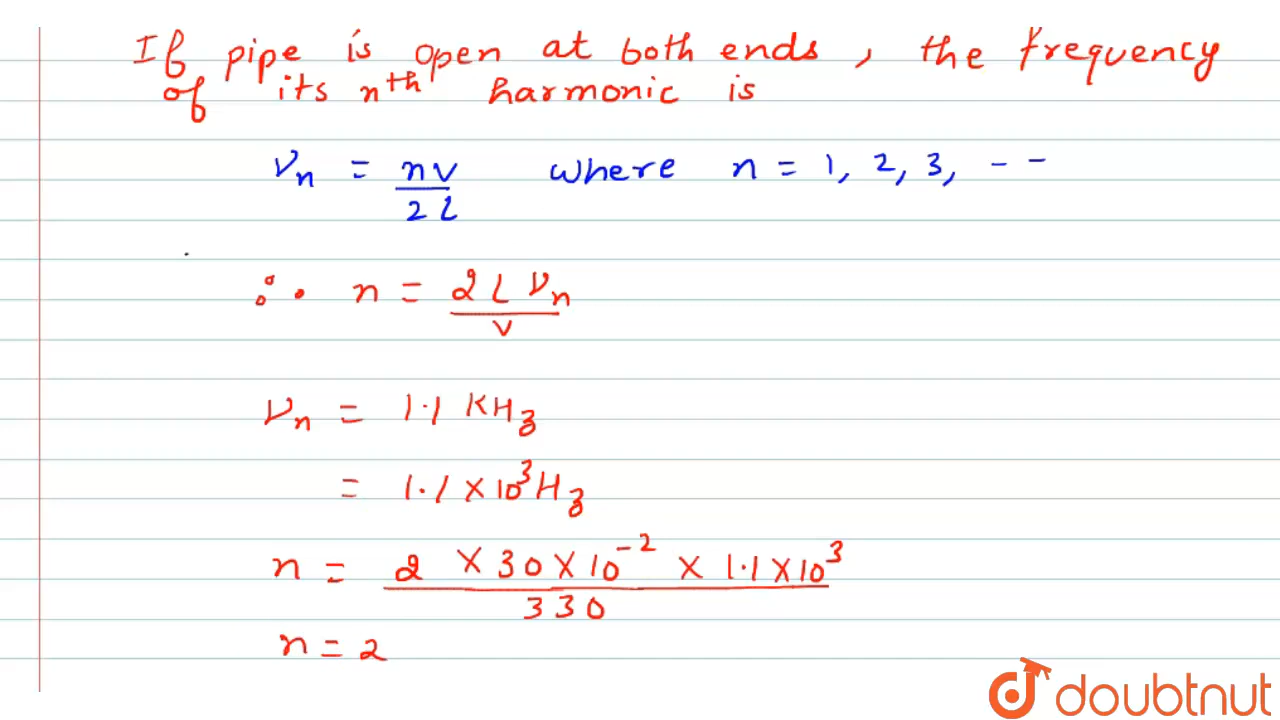 If pipe is open at both ends, the frequency
of its nth harmonic is
νn = nv/2l where n = 1, 2, 3, - -
∴ n = 2lνn/v
νn = 1.1 KHz
= 1.1 × 10³ Hz
n = 2 × 30 × 10⁻² × 1.1 × 10³/330
n = 2
doubtnut